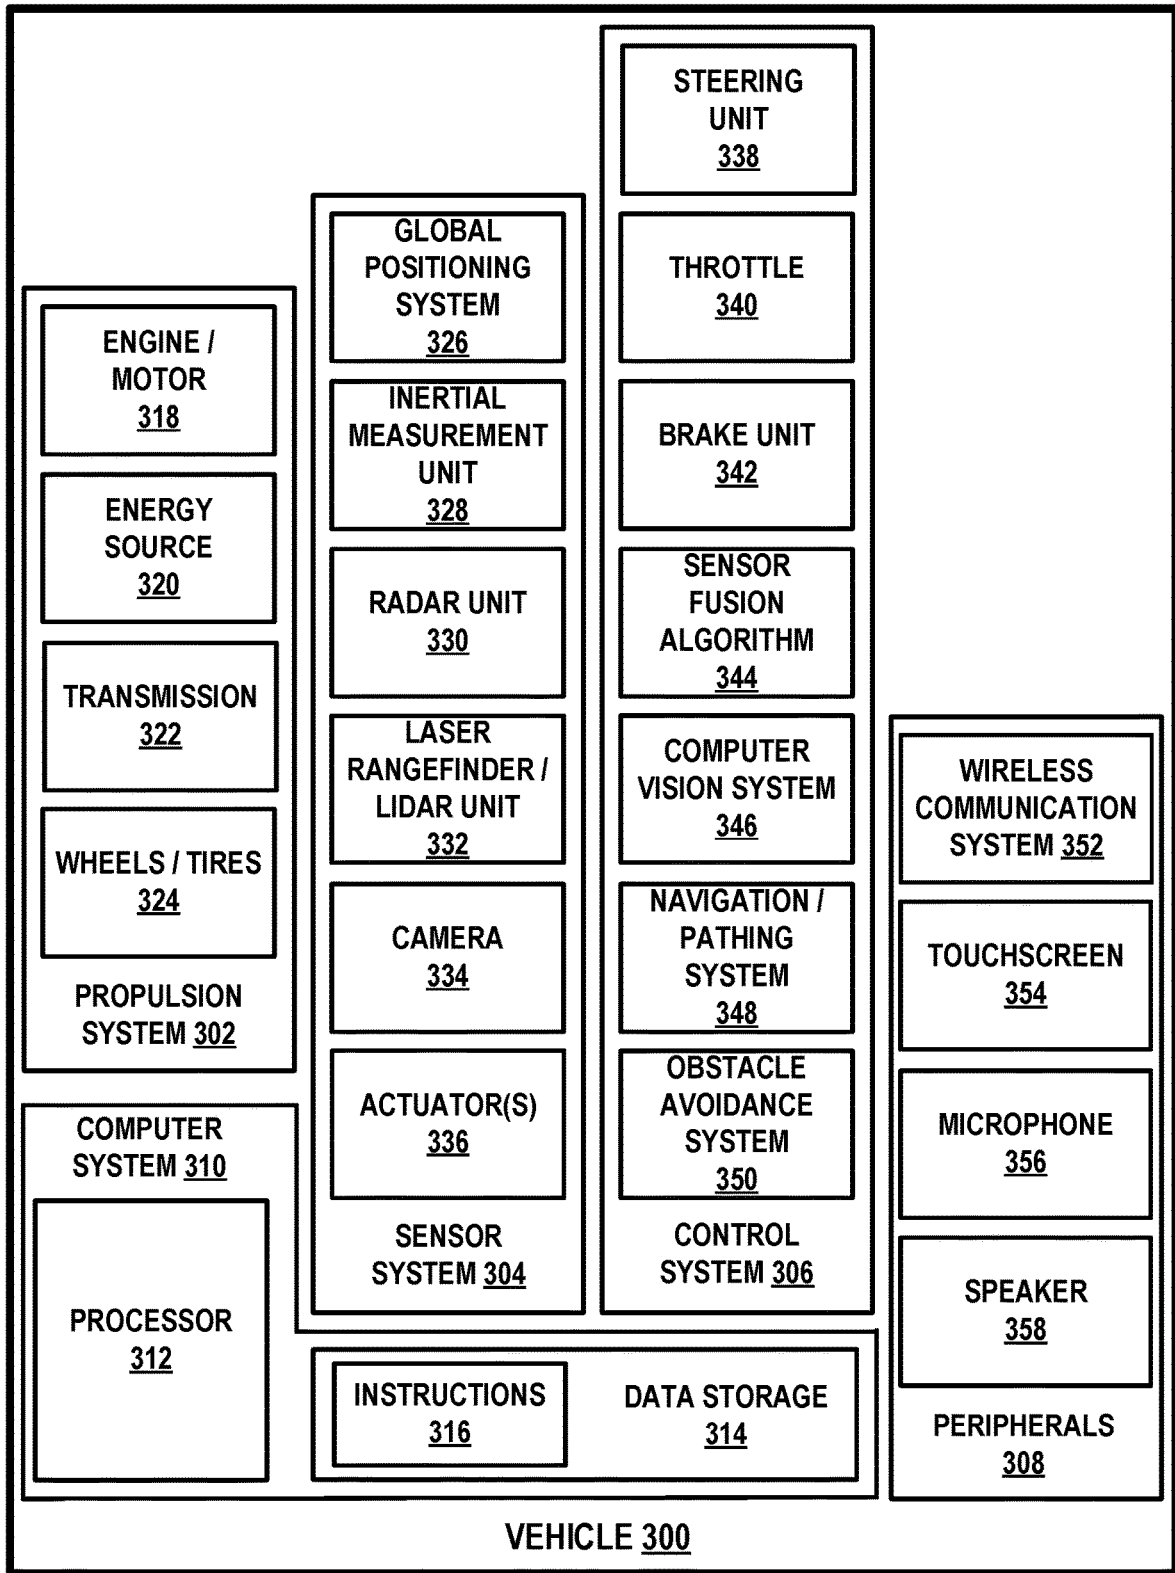 ENGINE /
MOTOR
318
ENERGY
SOURCE
320
TRANSMISSION
322
WHEELS / TIRES
324
PROPULSION
SYSTEM 302
GLOBAL
POSITIONING
SYSTEM
326
INERTIAL
MEASUREMENT
UNIT
328
RADAR UNIT
330
LASER
RANGEFINDER /
LIDAR UNIT
332
CAMERA
334
ACTUATOR(S)
336
SENSOR
SYSTEM 304
STEERING
UNIT
338
THROTTLE
340
BRAKE UNIT
342
SENSOR
FUSION
ALGORITHM
344
COMPUTER
VISION SYSTEM
346
NAVIGATION /
PATHING
SYSTEM
348
OBSTACLE
AVOIDANCE
SYSTEM
350
CONTROL
SYSTEM 306
WIRELESS
COMMUNICATION
SYSTEM 352
TOUCHSCREEN
354
MICROPHONE
356
SPEAKER
358
PERIPHERALS
308
COMPUTER
SYSTEM 310
PROCESSOR
312
INSTRUCTIONS
316
DATA STORAGE
314
VEHICLE 300